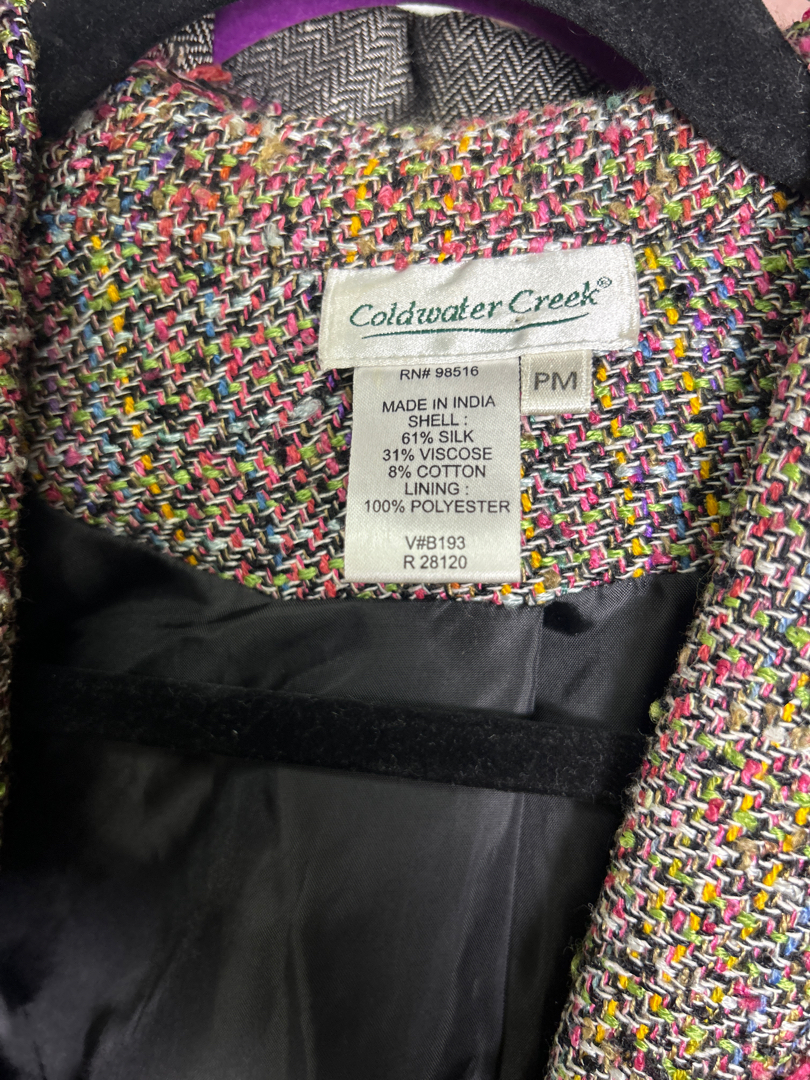 Coldwater Creek®
RN# 98516
PM
MADE IN INDIA
SHELL :
61% SILK
31% VISCOSE
8% COTTON
LINING :
100% POLYESTER
V#B193
R 28120